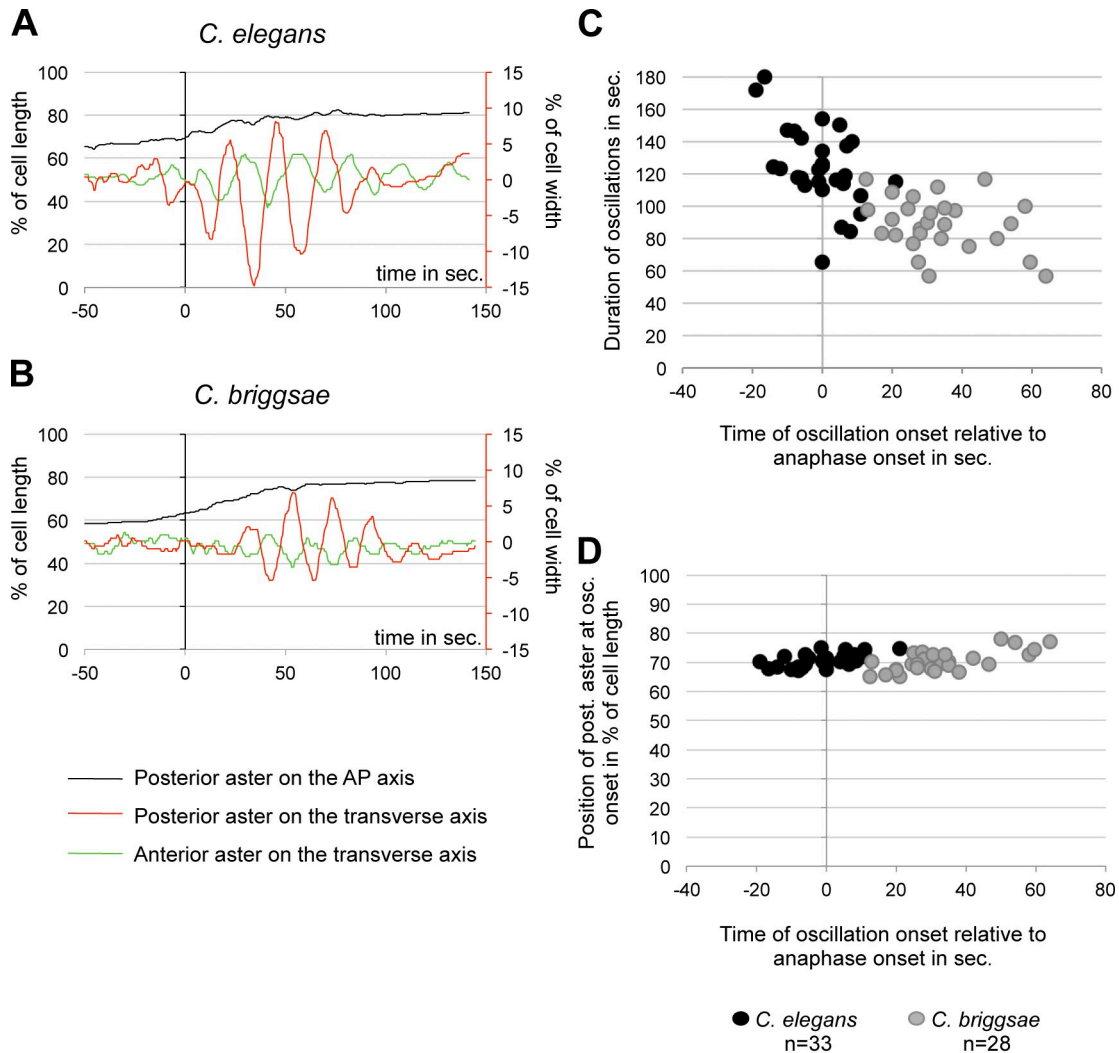 A
C. elegans
% of cell length
% of cell width
100
80
60
40
20
0
15
10
5
0
-5
-10
-15
time in sec.
-50
0
50
100
150
B
C. briggsae
% of cell length
% of cell width
100
80
60
40
20
0
15
10
5
0
-5
-10
-15
time in sec.
-50
0
50
100
150
Posterior aster on the AP axis
Posterior aster on the transverse axis
Anterior aster on the transverse axis
C
Duration of oscillations in sec.
180
160
140
120
100
80
60
40
20
0
-40
-20
0
20
40
60
80
Time of oscillation onset relative to
anaphase onset in sec.
D
Position of post. aster at osc.
onset in % of cell length
100
90
80
70
60
50
40
30
20
10
0
-40
-20
0
20
40
60
80
Time of oscillation onset relative to
anaphase onset in sec.
C. elegans
n=33
C. briggsae
n=28